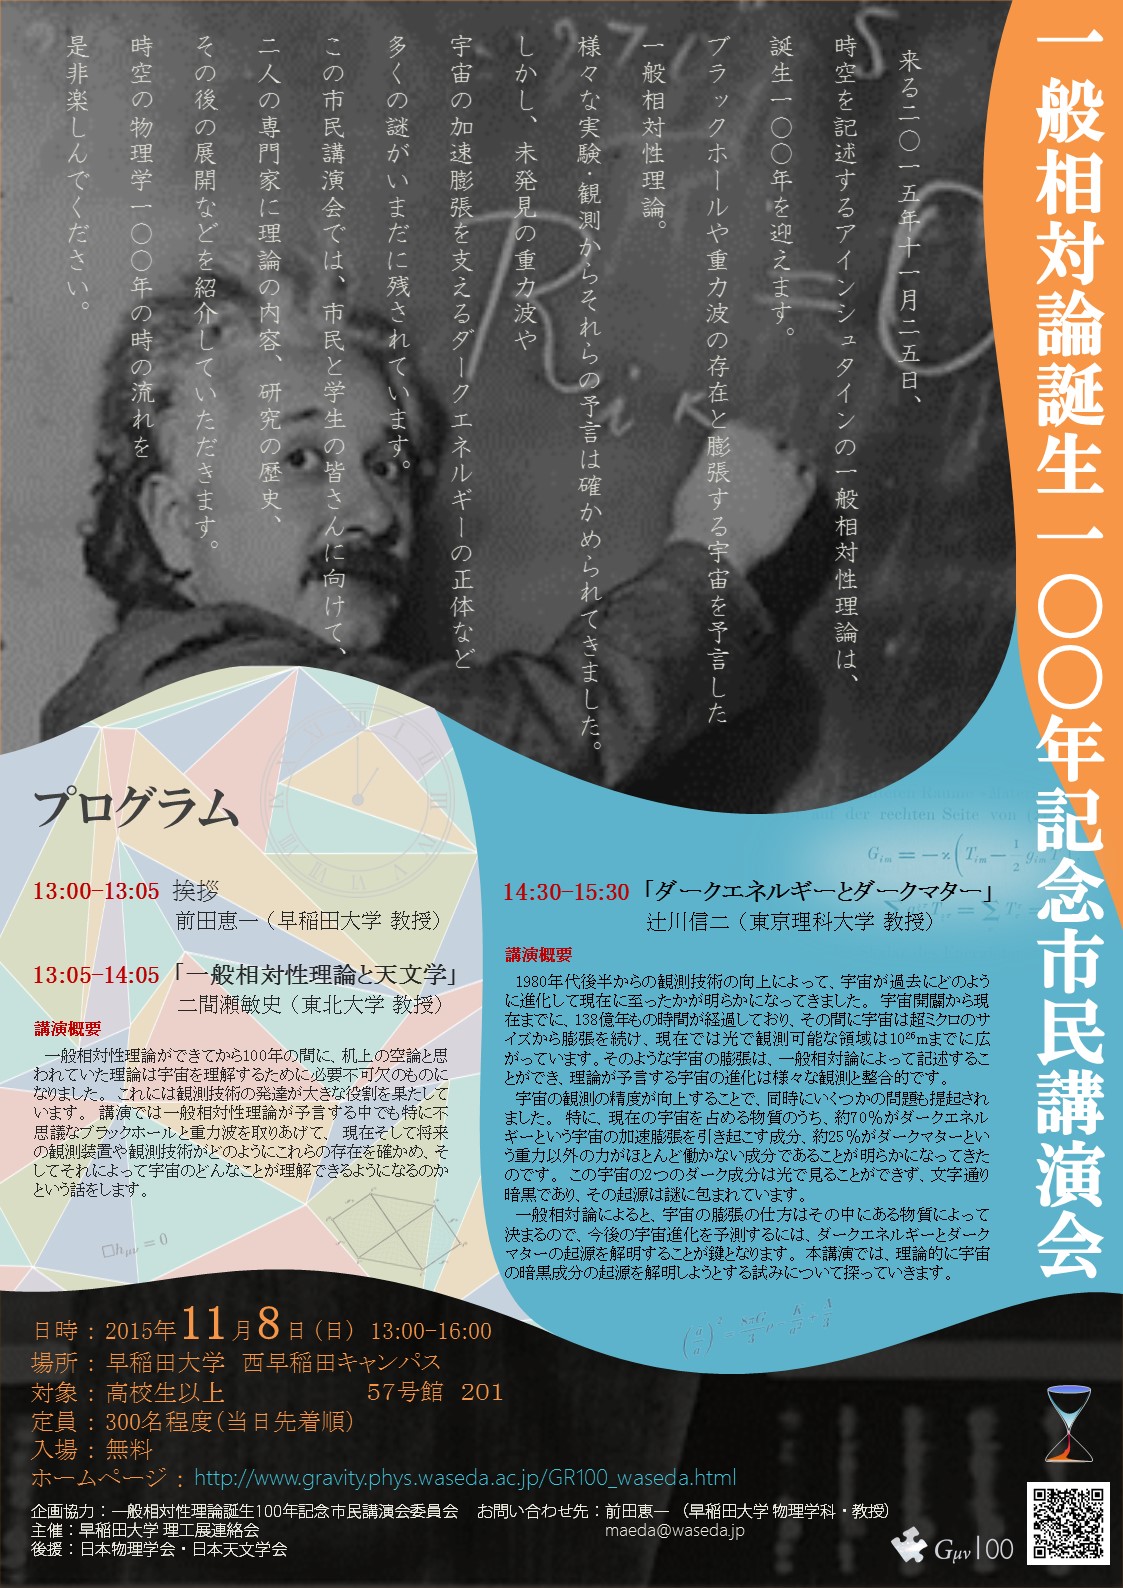 一般相対論誕生一〇〇年記念市民講演会
来る二〇一五年十一月二五日、
時空を記述するアインシュタインの一般相対性理論は、
誕生一〇〇年を迎えます。
ブラックホールや重力波の存在と膨張する宇宙を予言した
一般相対性理論。
様々な実験・観測からそれらの予言は確かめられてきました。
しかし、未発見の重力波や
宇宙の加速膨張を支えるダークエネルギーの正体など
多くの謎がいまだに残されています。
この市民講演会では、市民と学生の皆さんに向けて、
二人の専門家に理論の内容、研究の歴史、
その後の展開などを紹介していただきます。
時空の物理学一〇〇年の時の流れを
是非楽しんでください。
R ik = 0
プログラム
13:00-13:05 挨拶
前田恵一（早稲田大学 教授）
13:05-14:05 「一般相対性理論と天文学」
二間瀬敏史（東北大学 教授）
講演概要
一般相対性理論ができてから100年の間に、机上の空論と思
われていた理論は宇宙を理解するために必要不可欠のものに
なりました。 これには観測技術の発達が大きな役割を果たして
います。 講演では一般相対性理論が予言する中でも特に不
思議なブラックホールと重力波を取りあげて、 現在そして将来
の観測装置や観測技術がどのようにこれらの存在を確かめ、そ
してそれによって宇宙のどんなことが理解できるようになるのか
という話をします。
□hμν = 0
der rechten Seite von
14:30-15:30 「ダークエネルギーとダークマター」
辻川信二（東京理科大学 教授）
講演概要
1980年代後半からの観測技術の向上によって、宇宙が過去にどのよう
に進化して現在に至ったかが明らかになってきました。 宇宙開闢から現
在までに、138億年もの時間が経過しており、その間に宇宙は超ミクロのサ
イズから膨張を続け、現在では光で観測可能な領域は10²⁶mまでに広
がっています。そのような宇宙の膨張は、一般相対論によって記述するこ
とができ、理論が予言する宇宙の進化は様々な観測と整合的です。
宇宙の観測の精度が向上することで、同時にいくつかの問題も提起され
ました。 特に、現在の宇宙を占める物質のうち、約70％がダークエネル
ギーという宇宙の加速膨張を引き起こす成分、約25％がダークマターとい
う重力以外の力がほとんど働かない成分であることが明らかになってきた
のです。 この宇宙の2つのダーク成分は光で見ることができず、文字通り
暗黒であり、その起源は謎に包まれています。
一般相対論によると、宇宙の膨張の仕方はその中にある物質によって
決まるので、今後の宇宙進化を予測するには、ダークエネルギーとダーク
マターの起源を解明することが鍵となります。 本講演では、理論的に宇宙
の暗黒成分の起源を解明しようとする試みについて探っていきます。
日時 : 2015年11月8日（日） 13:00-16:00
場所 : 早稲田大学 西早稲田キャンパス
57号館 201
対象 : 高校生以上
定員 : 300名程度（当日先着順）
入場 : 無料
ホームページ : http://www.gravity.phys.waseda.ac.jp/GR100_waseda.html
企画協力：一般相対性理論誕生100年記念市民講演会委員会 お問い合わせ先：前田恵一 （早稲田大学 物理学科・教授）
主催：早稲田大学 理工展連絡会 maeda@waseda.jp
後援：日本物理学会・日本天文学会
Gμν|00